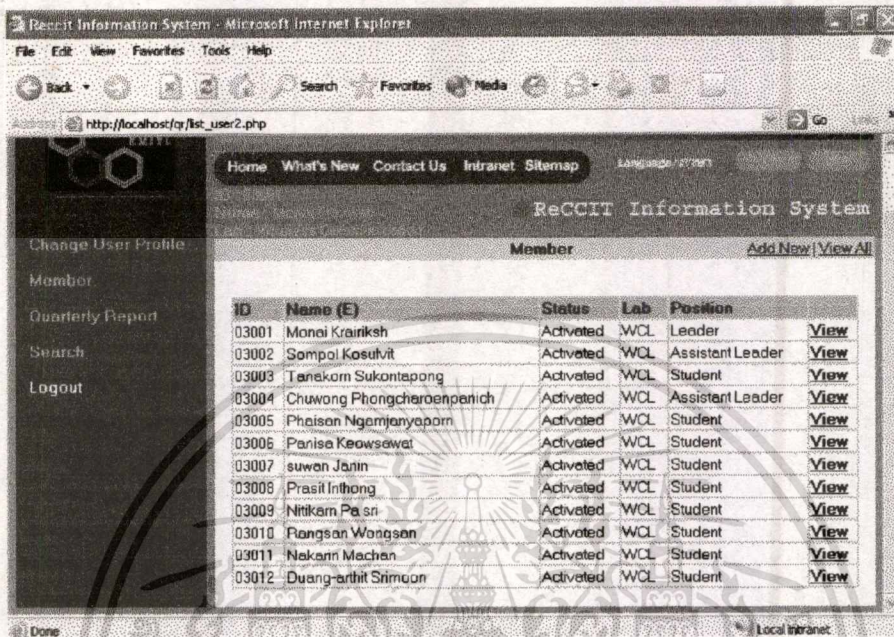 Reccit Information System - Microsoft Internet Explorer
File Edit View Favorites Tools Help
Back Search Favorites Media
http://localhost/qr/list_user2.php Go
KMITL
Home What's New Contact Us Intranet Sitemap
ReCCIT Information System
Change User Profile
Member
Quarterly Report
Search
Logout
Member Add New | View All
ID Name (E) Status Lab Position
03001 Monai Krairiksh Activated WCL Leader View
03002 Sompol Kosulvit Activated WCL Assistant Leader View
03003 Tanakorn Sukontapong Activated WCL Student View
03004 Chuwong Phongcharoenpanich Activated WCL Assistant Leader View
03005 Phaisan Ngamjanyaporn Activated WCL Student View
03006 Panisa Keowsawat Activated WCL Student View
03007 suwan Janin Activated WCL Student View
03008 Prasit Inthong Activated WCL Student View
03009 Nitikarn Pa sri Activated WCL Student View
03010 Rangsan Wongsan Activated WCL Student View
03011 Nakarin Machan Activated WCL Student View
03012 Duang-arthit Srimoon Activated WCL Student View
Done Local intranet